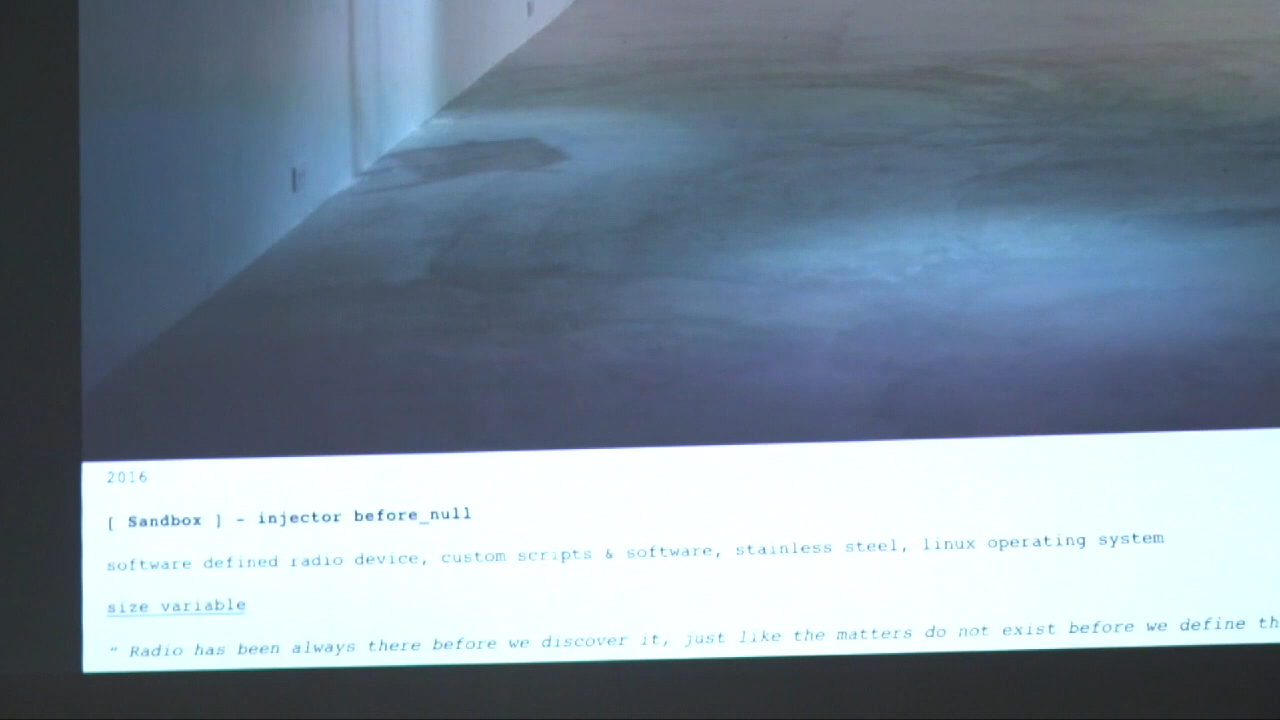 2016
[ Sandbox ] - injector before_null
software defined radio device, custom scripts & software, stainless steel, linux operating system
size variable
" Radio has been always there before we discover it, just like the matters do not exist before we define